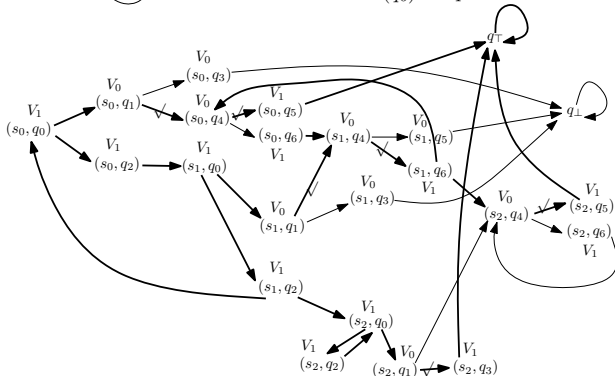 (q0)
q⊤
V0
(s0, q3)
V0
(s0, q1)
V1
(s0, q0)
V0
(s0, q4)
V1
(s0, q5)
q⊥
(s0, q6)
V1
V0
(s1, q4)
V0
(s1, q5)
V1
(s0, q2)
V1
(s1, q0)
(s1, q6)
V1
V0
(s1, q3)
V0
(s1, q1)
V0
(s2, q4)
V1
(s2, q5)
(s2, q6)
V1
V1
(s1, q2)
V1
(s2, q0)
V1
(s2, q2)
V0
(s2, q1)
V1
(s2, q3)